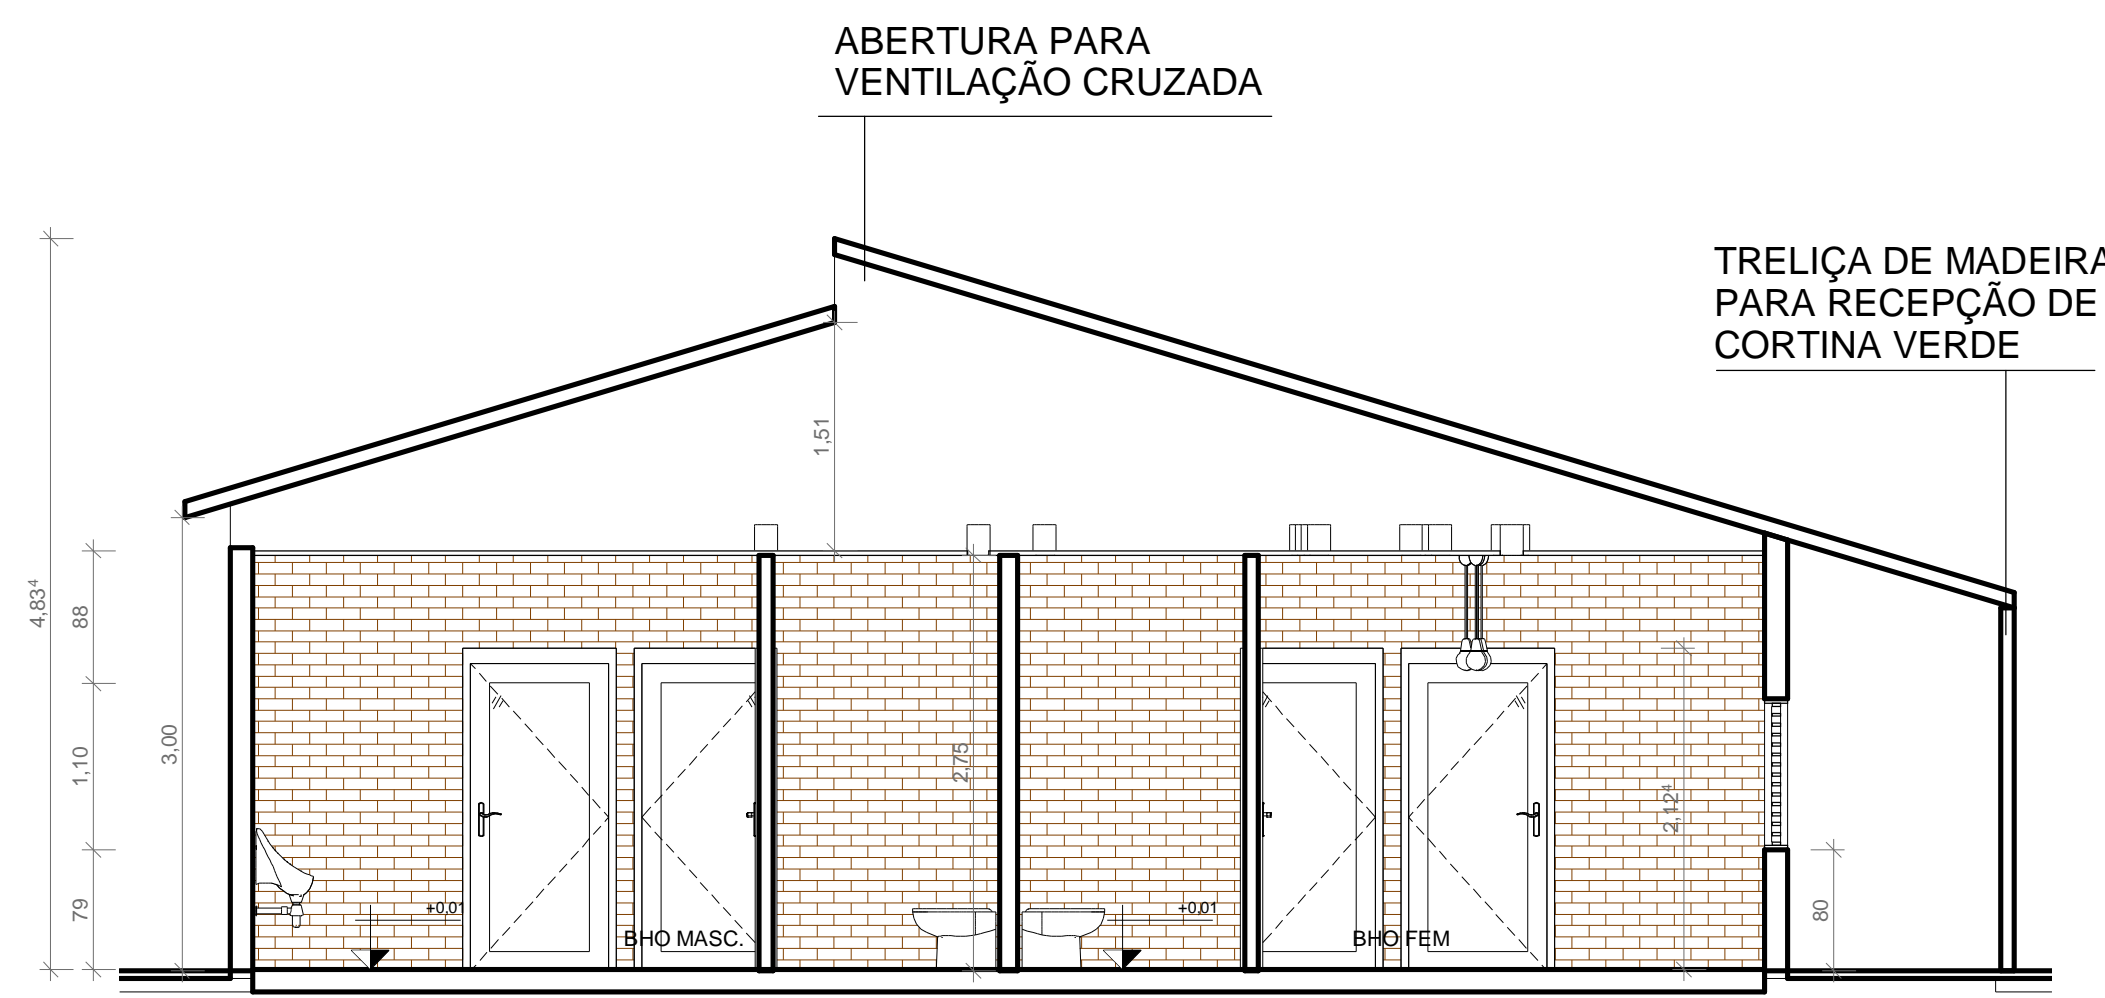 ABERTURA PARA
VENTILAÇÃO CRUZADA
TRELIÇA DE MADEIRA
PARA RECEPÇÃO DE
CORTINA VERDE
4,83⁴
88
1,10
79
3,00
1,51
2,75
2,12⁴
80
+0,01
+0,01
BHO MASC.
BHO FEM